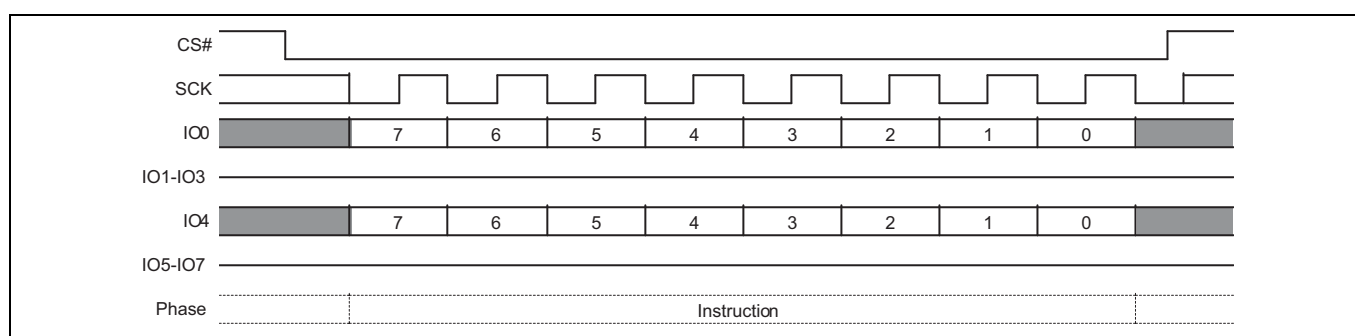 CS#
SCK
IO0 7 6 5 4 3 2 1 0
IO1-IO3
IO4 7 6 5 4 3 2 1 0
IO5-IO7
Phase Instruction